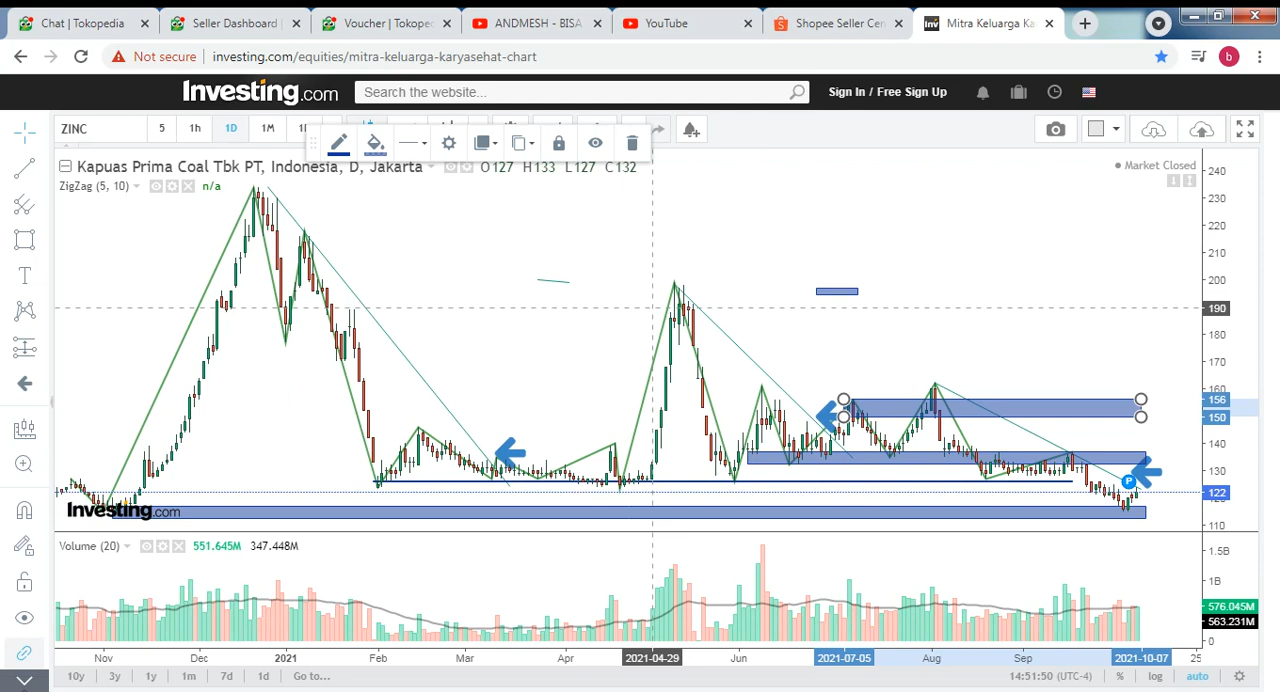 Chat | Tokopedia
Seller Dashboard |
Voucher | Tokope
ANDMESH - BISA
YouTube
Shopee Seller Cen
Mitra Keluarga Ka
Not secure
investing.com/equities/mitra-keluarga-karyasehat-chart
b
Investing.com
Search the website...
Sign In / Free Sign Up
ZINC
5
1h
1D
1M
Kapuas Prima Coal Tbk PT, Indonesia, D, Jakarta
O127 H133 L127 C132
Market Closed
ZigZag (5, 10)
n/a
240
230
220
210
200
190
180
170
160
156
150
140
130
122
110
P
Investing.com
Volume (20)
551.645M
347.448M
1.5B
1B
576.045M
563.231M
0
Nov
Dec
2021
Feb
Mar
Apr
2021-04-29
Jun
2021-07-05
Aug
Sep
2021-10-07
25
10y
3y
1y
1m
7d
1d
Go to...
14:51:50 (UTC-4)
%
log
auto